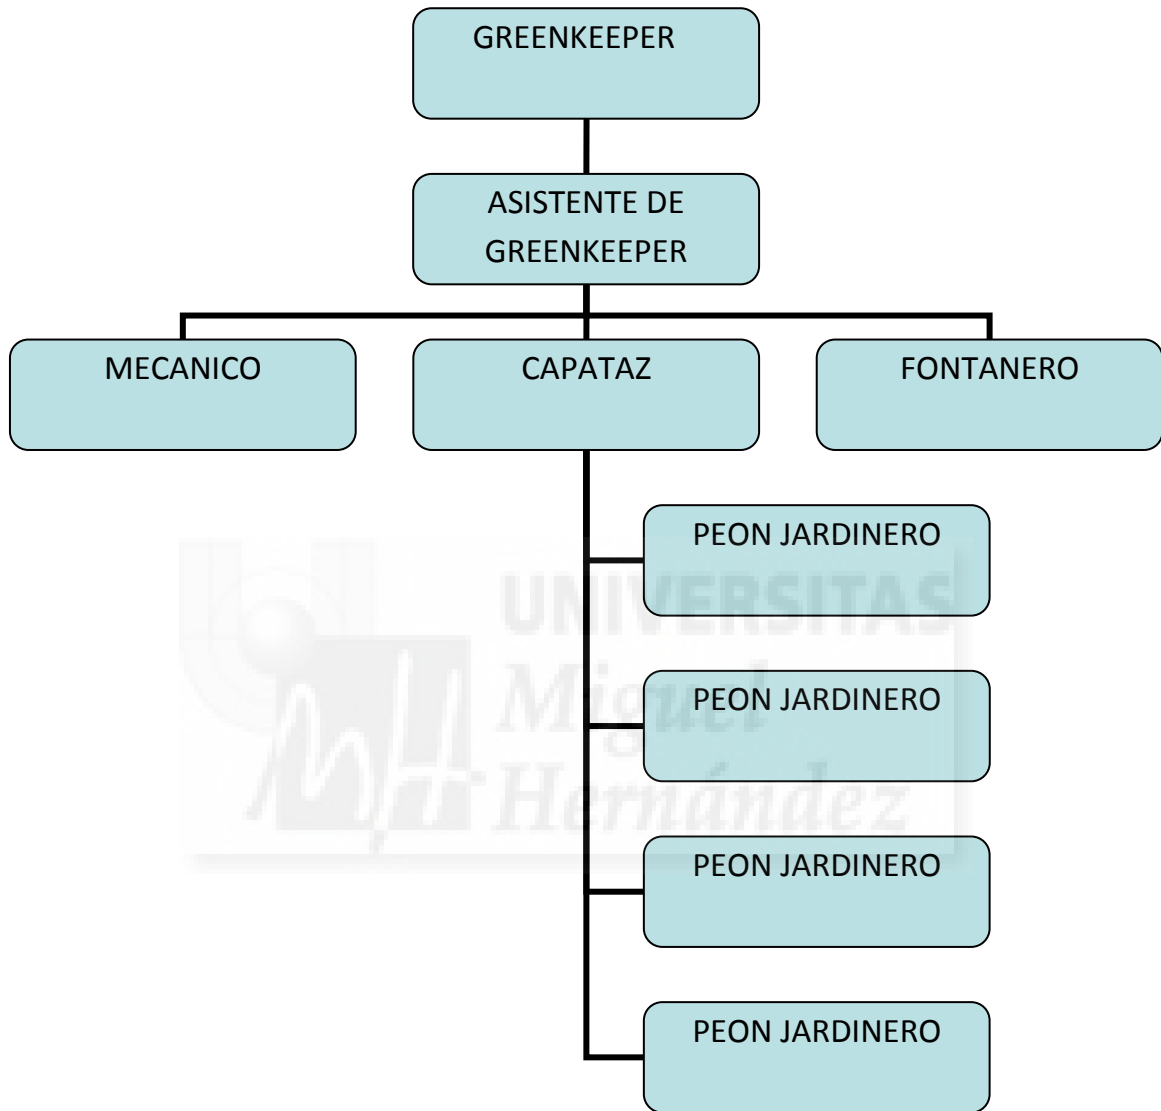 GREENKEEPER
ASISTENTE DE
GREENKEEPER
MECANICO
CAPATAZ
FONTANERO
PEON JARDINERO
UNIVERSITAS
PEON JARDINERO
Miguel
Hernández
PEON JARDINERO
PEON JARDINERO